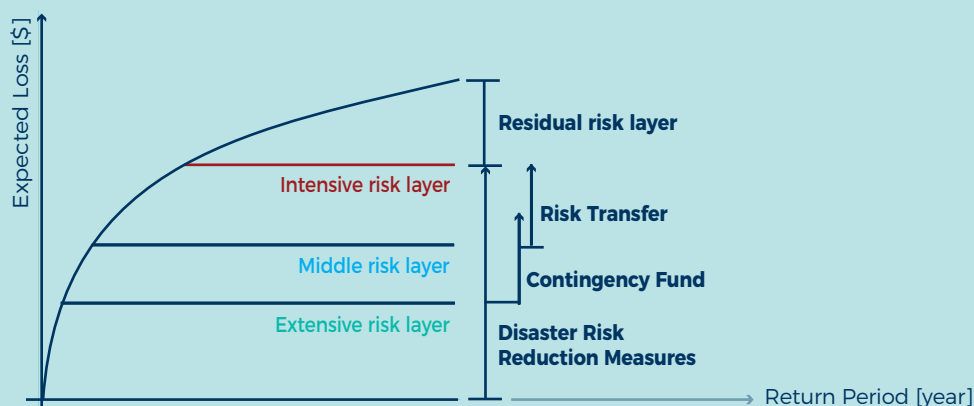 Expected Loss [$]
Residual risk layer
Intensive risk layer
Risk Transfer
Middle risk layer
Contingency Fund
Extensive risk layer
Disaster Risk
Reduction Measures
Return Period [year]